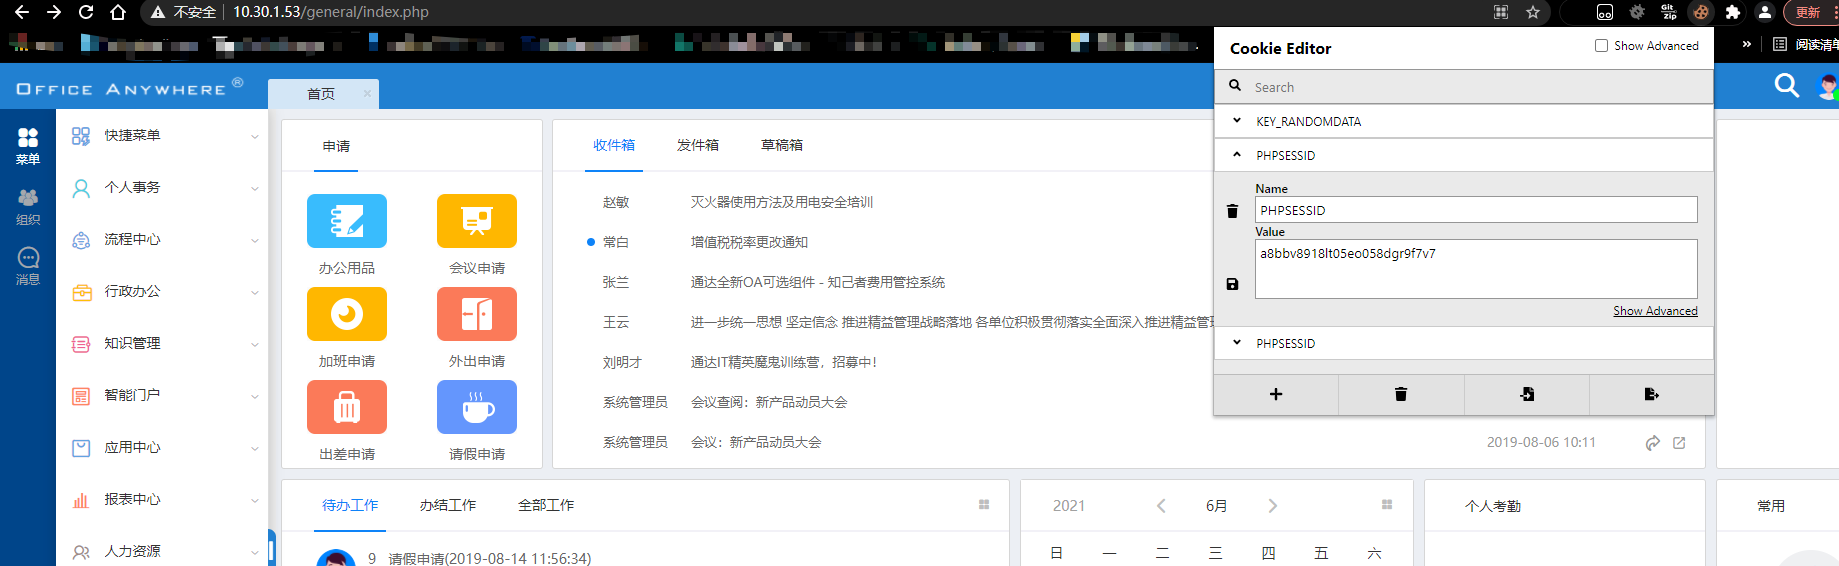 不安全 10.30.1.53/general/index.php
Git zip
更新
阅读清单
OFFICE ANYWHERE®
首页
菜单
组织
消息
快捷菜单
个人事务
流程中心
行政办公
知识管理
智能门户
应用中心
报表中心
人力资源
申请
办公用品 会议申请
加班申请 外出申请
出差申请 请假申请
收件箱 发件箱 草稿箱
赵敏 灭火器使用方法及用电安全培训
常白 增值税税率更改通知
张兰 通达全新OA可选组件 - 知己者费用管控系统
王云 进一步统一思想 坚定信念 推进精益管理战略落地 各单位积极贯彻落实全面深入推进精益管理
刘明才 通达IT精英魔鬼训练营，招募中！
系统管理员 会议查阅：新产品动员大会
系统管理员 会议：新产品动员大会 2019-08-06 10:11
Cookie Editor
Show Advanced
Search
KEY_RANDOMDATA
PHPSESSID
Name
PHPSESSID
Value
a8bbv8918lt05eo058dgr9f7v7
Show Advanced
PHPSESSID
待办工作 办结工作 全部工作
9 请假申请(2019-08-14 11:56:34)
2021 6月
日 一 二 三 四 五 六
个人考勤
常用